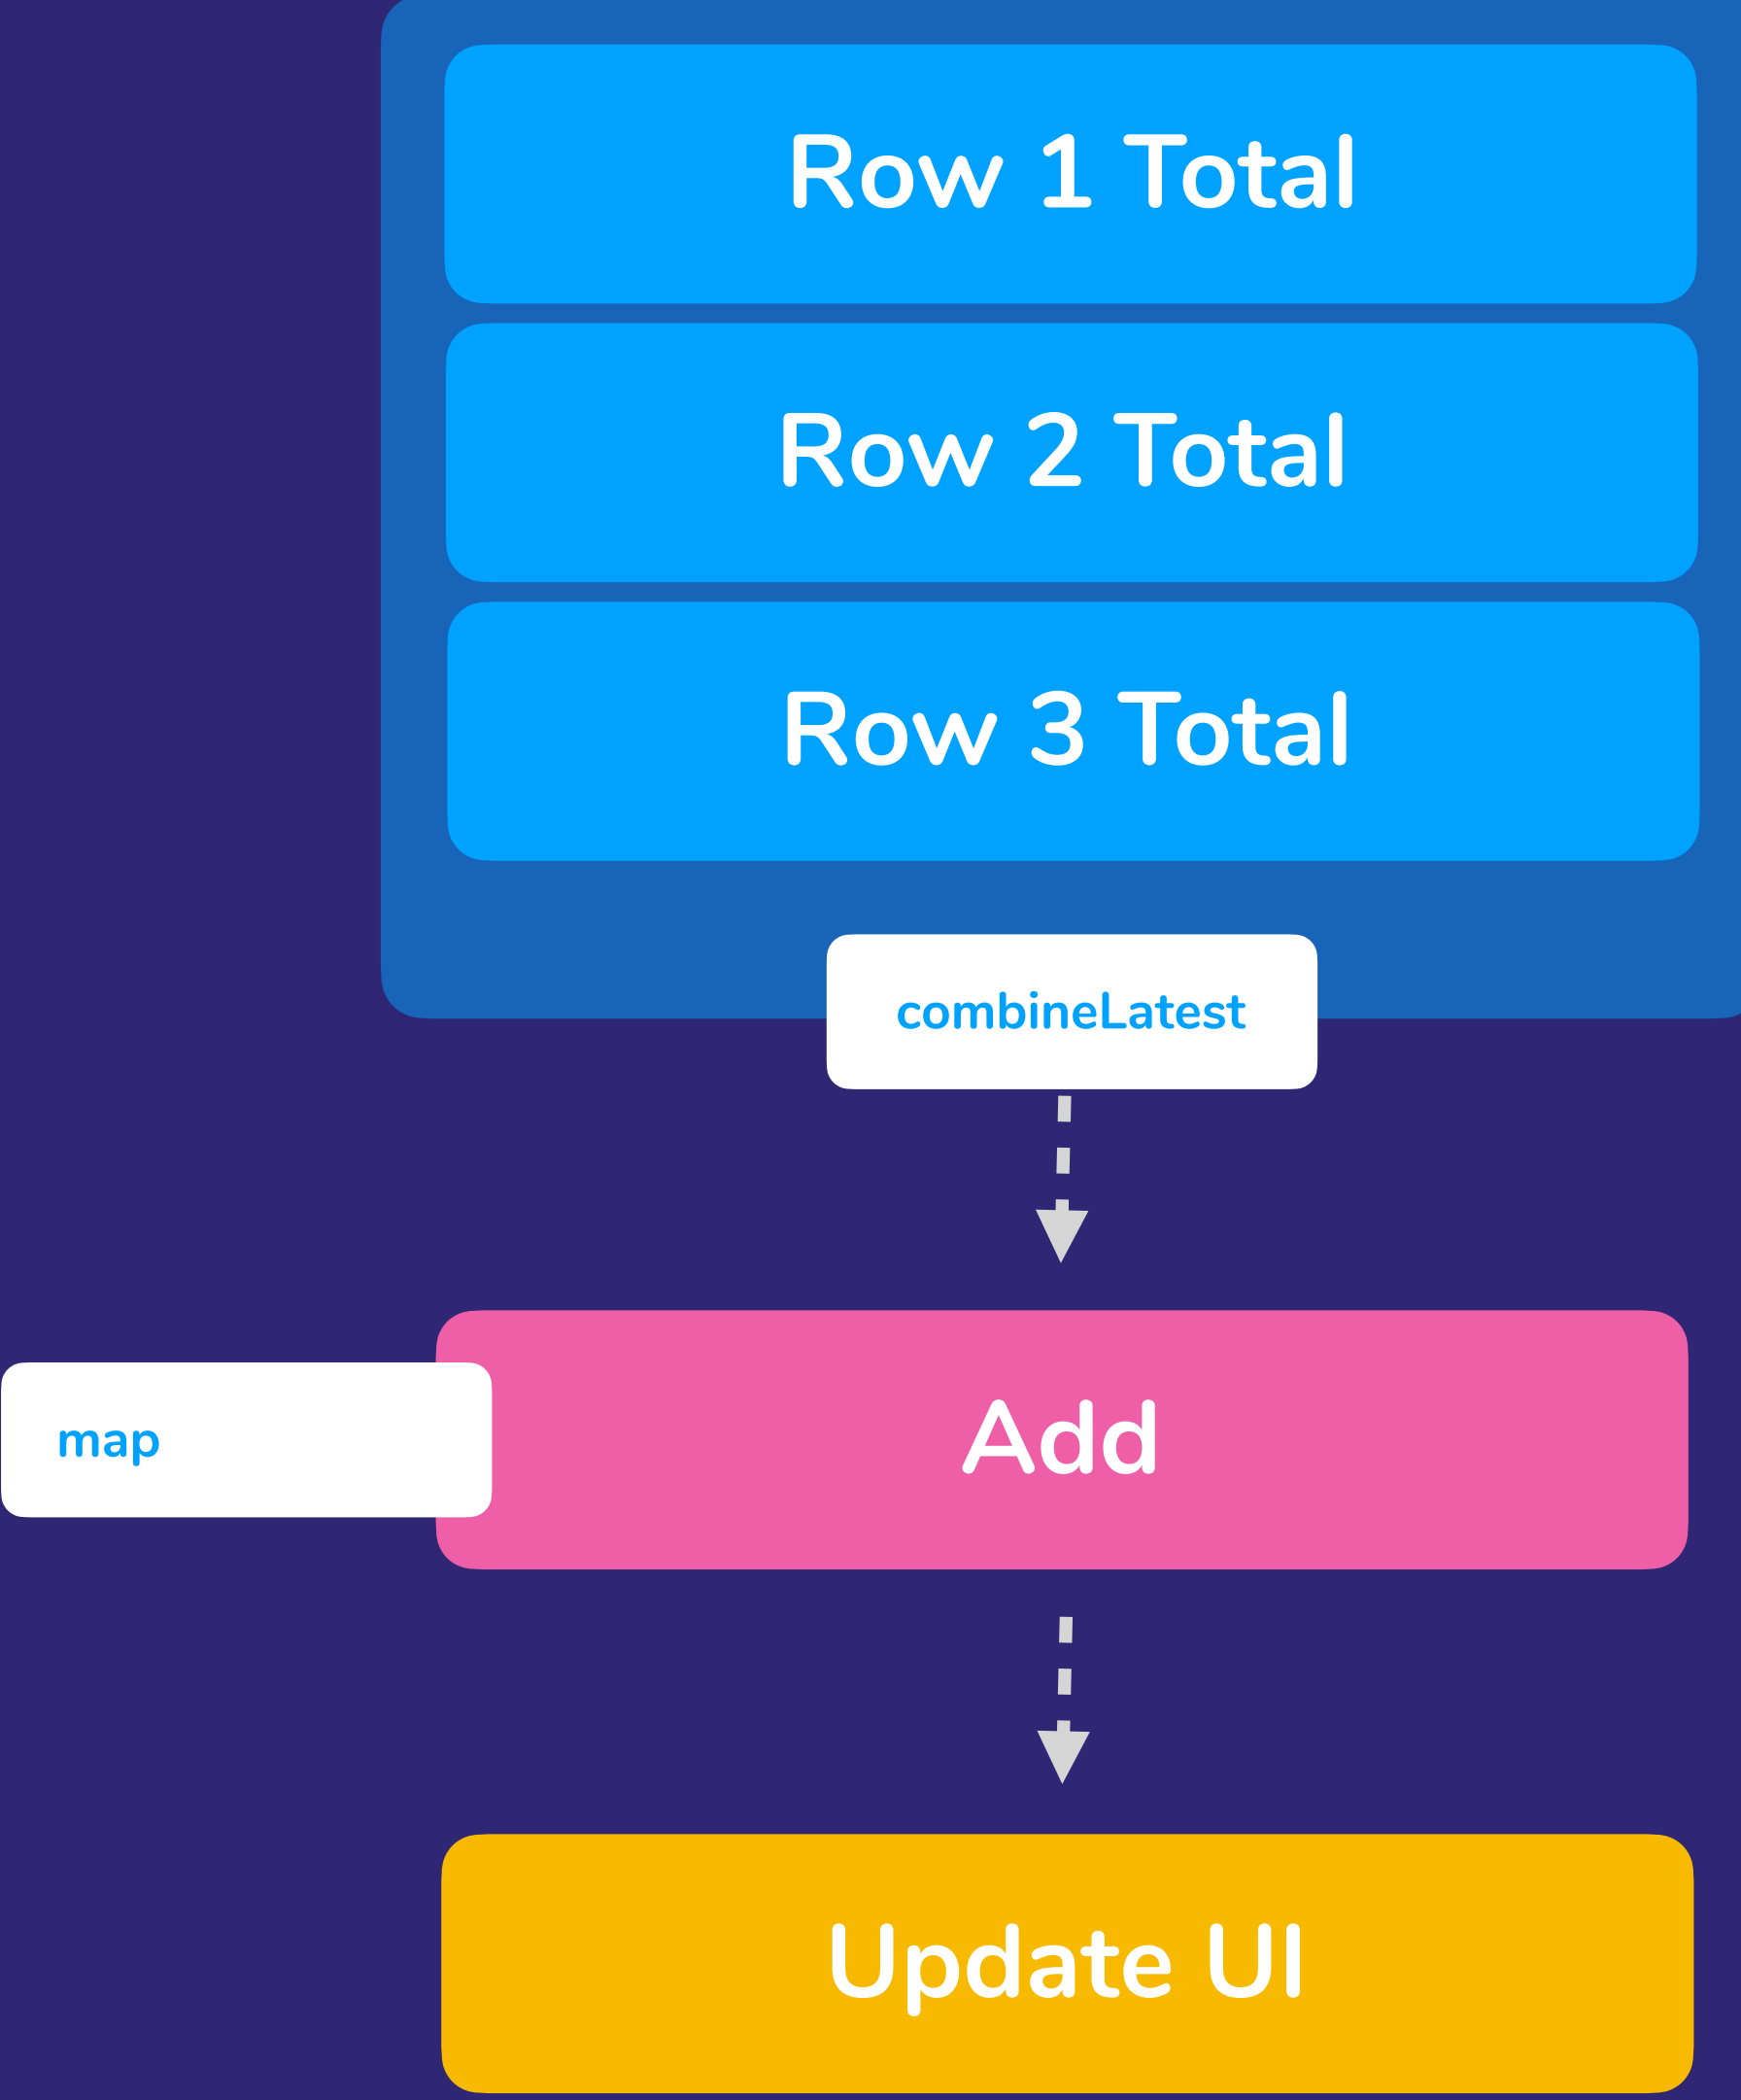 Row 1 Total
Row 2 Total
Row 3 Total
combineLatest
map
Add
Update UI